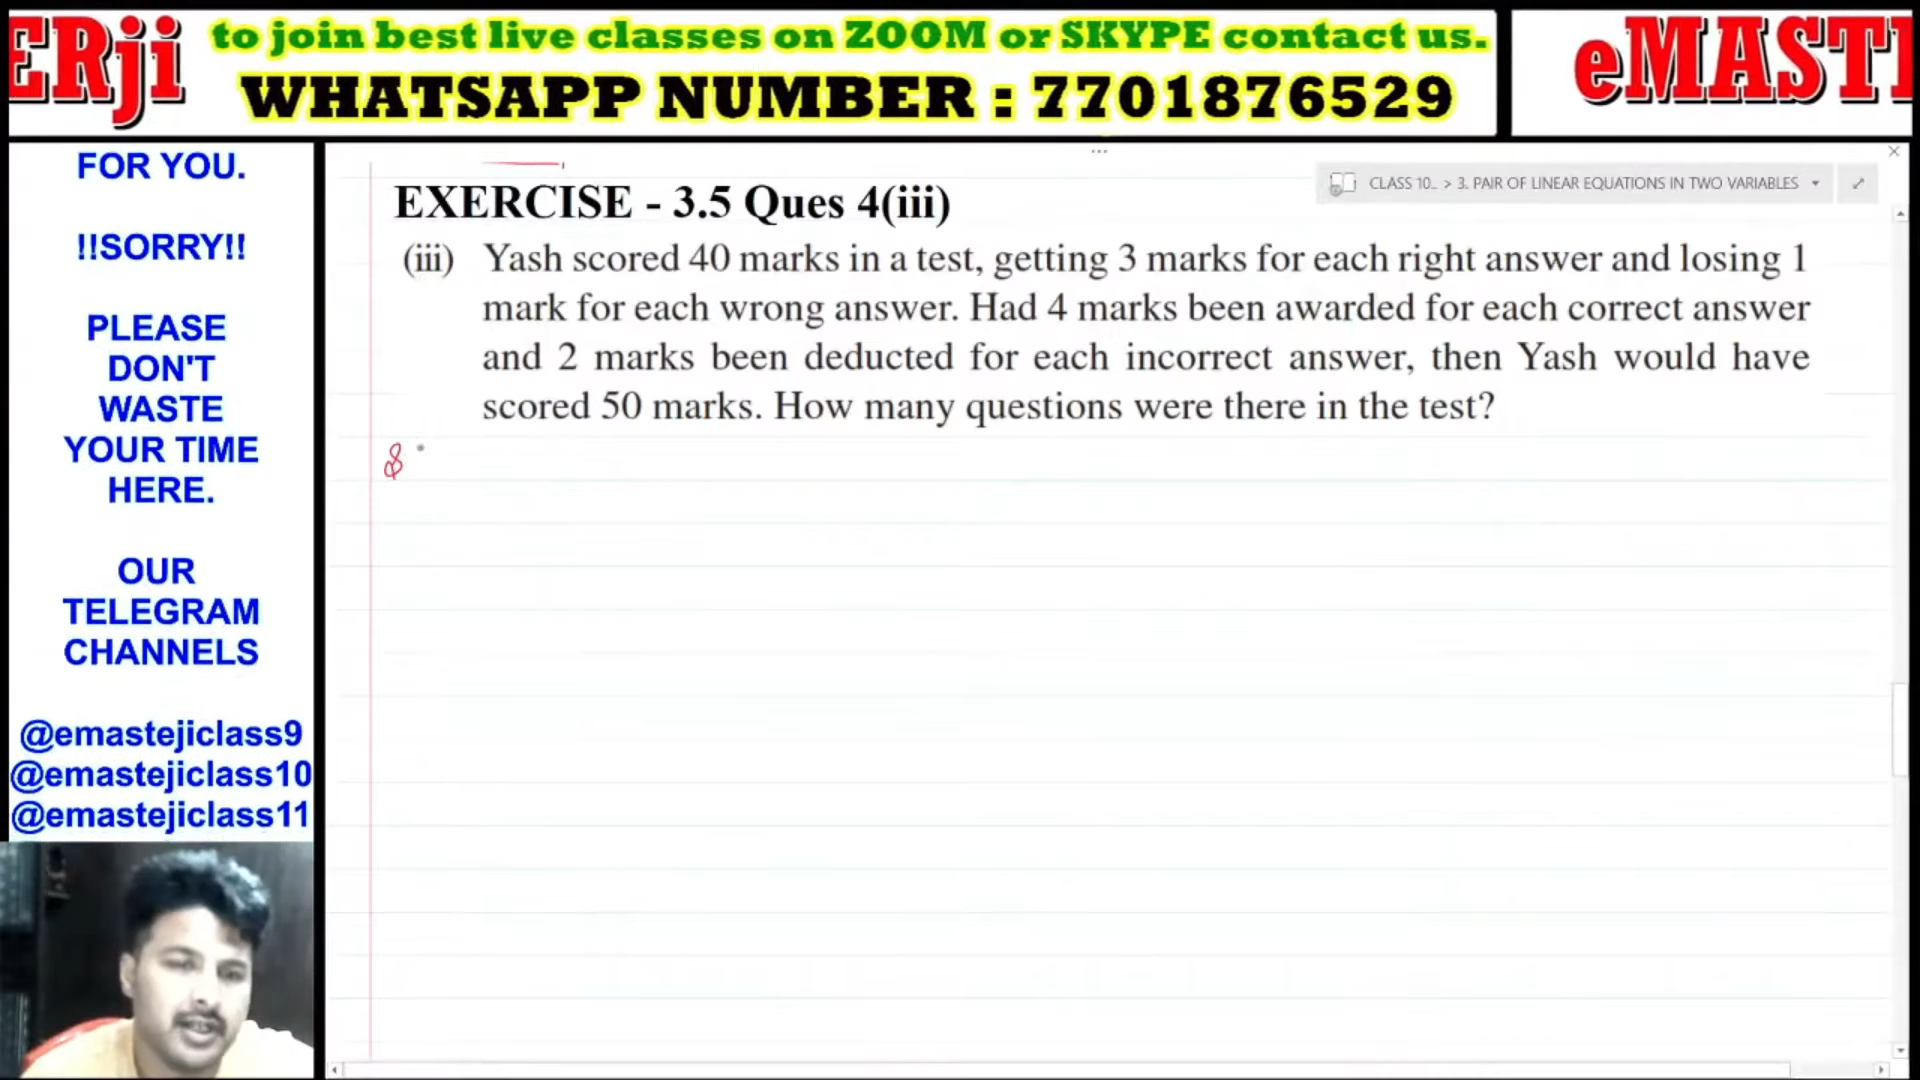 ERji
to join best live classes on ZOOM or SKYPE contact us.
WHATSAPP NUMBER : 7701876529
eMAST
FOR YOU.
!!SORRY!!
PLEASE
DON'T
WASTE
YOUR TIME
HERE.
OUR
TELEGRAM
CHANNELS
@emastejiclass9
@emastejiclass10
@emastejiclass11
CLASS 10.. > 3. PAIR OF LINEAR EQUATIONS IN TWO VARIABLES
EXERCISE - 3.5 Ques 4(iii)
(iii) Yash scored 40 marks in a test, getting 3 marks for each right answer and losing 1
mark for each wrong answer. Had 4 marks been awarded for each correct answer
and 2 marks been deducted for each incorrect answer, then Yash would have
scored 50 marks. How many questions were there in the test?